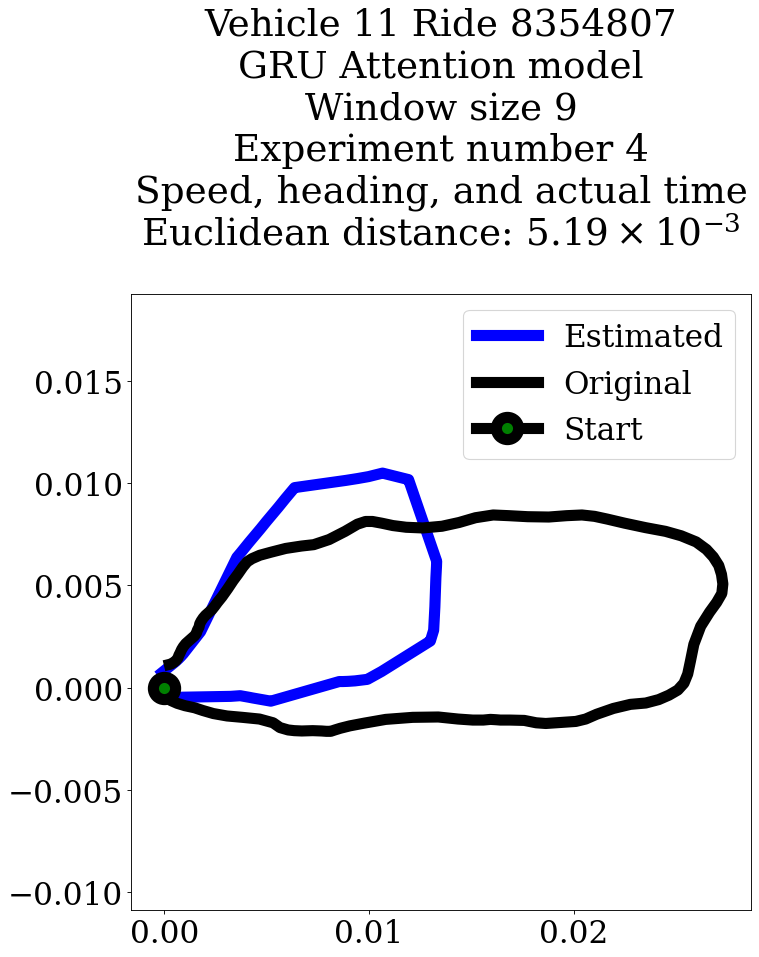 Vehicle 11 Ride 8354807
GRU Attention model
Window size 9
Experiment number 4
Speed, heading, and actual time
Euclidean distance: 5.19 × 10⁻³
Estimated
Original
Start
0.015
0.010
0.005
0.000
−0.005
−0.010
0.00 0.01 0.02